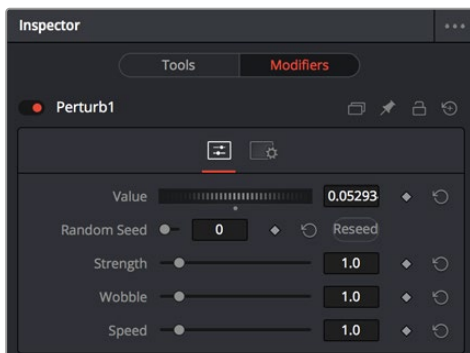 Inspector
Tools Modifiers
Perturb1
Value 0.05293
Random Seed 0 Reseed
Strength 1.0
Wobble 1.0
Speed 1.0